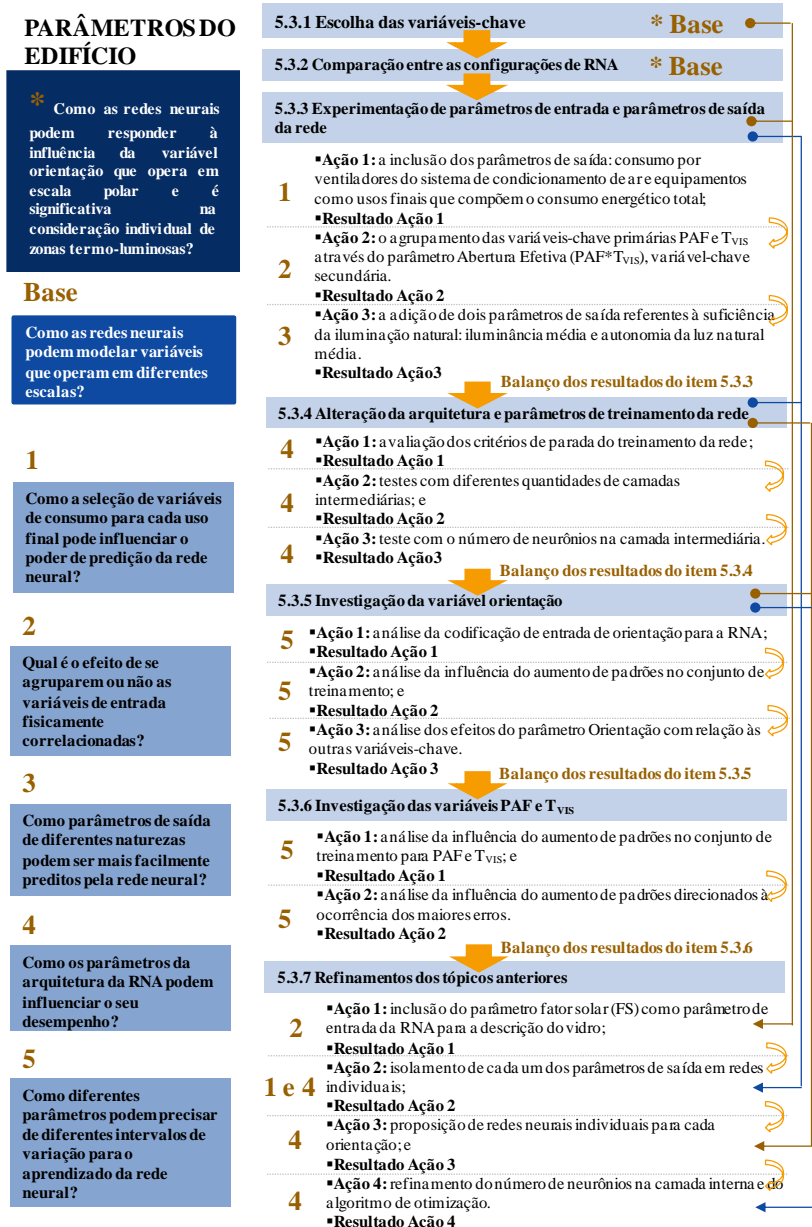 PARÂMETROS DO
EDIFÍCIO
* Como as redes neurais
podem responder à
influência da variável
orientação que opera em
escala polar e é
significativa na
consideração individual de
zonas termo-luminosas?
Base
Como as redes neurais
podem modelar variáveis
que operam em diferentes
escalas?
1
Como a seleção de variáveis
de consumo para cada uso
final pode influenciar o
poder de predição da rede
neural?
2
Qual é o efeito de se
agruparem ou não as
variáveis de entrada
fisicamente
correlacionadas?
3
Como parâmetros de saída
de diferentes naturezas
podem ser mais facilmente
preditos pela rede neural?
4
Como os parâmetros da
arquitetura da RNA podem
influenciar o seu
desempenho?
5
Como diferentes
parâmetros podem precisar
de diferentes intervalos de
variação para o
aprendizado da rede
neural?
5.3.1 Escolha das variáveis-chave * Base
5.3.2 Comparação entre as configurações de RNA * Base
5.3.3 Experimentação de parâmetros de entrada e parâmetros de saída
da rede
1
▪Ação 1: a inclusão dos parâmetros de saída: consumo por
ventiladores do sistema de condicionamento de ar e equipamentos
como usos finais que compõem o consumo energético total;
▪Resultado Ação 1
2
▪Ação 2: o agrupamento das variáveis-chave primárias PAF e TVIS
através do parâmetro Abertura Efetiva (PAF*TVIS), variável-chave
secundária.
▪Resultado Ação 2
3
▪Ação 3: a adição de dois parâmetros de saída referentes à suficiência
da iluminação natural: iluminância média e autonomia da luz natural
média.
▪Resultado Ação3
Balanço dos resultados do item 5.3.3
5.3.4 Alteração da arquitetura e parâmetros de treinamento da rede
4
▪Ação 1: avaliação dos critérios de parada do treinamento da rede;
▪Resultado Ação 1
4
▪Ação 2: testes com diferentes quantidades de camadas
intermediárias; e
▪Resultado Ação 2
4
▪Ação 3: teste com o número de neurônios na camada intermediária.
▪Resultado Ação3
Balanço dos resultados do item 5.3.4
5.3.5 Investigação da variável orientação
5
▪Ação 1: análise da codificação de entrada de orientação para a RNA;
▪Resultado Ação 1
5
▪Ação 2: análise da influência do aumento de padrões no conjunto de
treinamento; e
▪Resultado Ação 2
5
▪Ação 3: análise dos efeitos do parâmetro Orientação com relação às
outras variáveis-chave.
▪Resultado Ação 3
Balanço dos resultados do item 5.3.5
5.3.6 Investigação das variáveis PAF e TVIS
5
▪Ação 1: análise da influência do aumento de padrões no conjunto de
treinamento para PAF e TVIS; e
▪Resultado Ação 1
5
▪Ação 2: análise da influência do aumento de padrões direcionados à
ocorrência dos maiores erros.
▪Resultado Ação 2
Balanço dos resultados do item 5.3.6
5.3.7 Refinamentos dos tópicos anteriores
2
▪Ação 1: inclusão do parâmetro fator solar (FS) como parâmetro de
entrada da RNA para a descrição do vidro;
▪Resultado Ação 1
1 e 4
▪Ação 2: isolamento de cada um dos parâmetros de saída em redes
individuais;
▪Resultado Ação 2
4
▪Ação 3: proposição de redes neurais individuais para cada
orientação; e
▪Resultado Ação 3
4
▪Ação 4: refinamento do número de neurônios na camada interna e do
algoritmo de otimização.
▪Resultado Ação 4